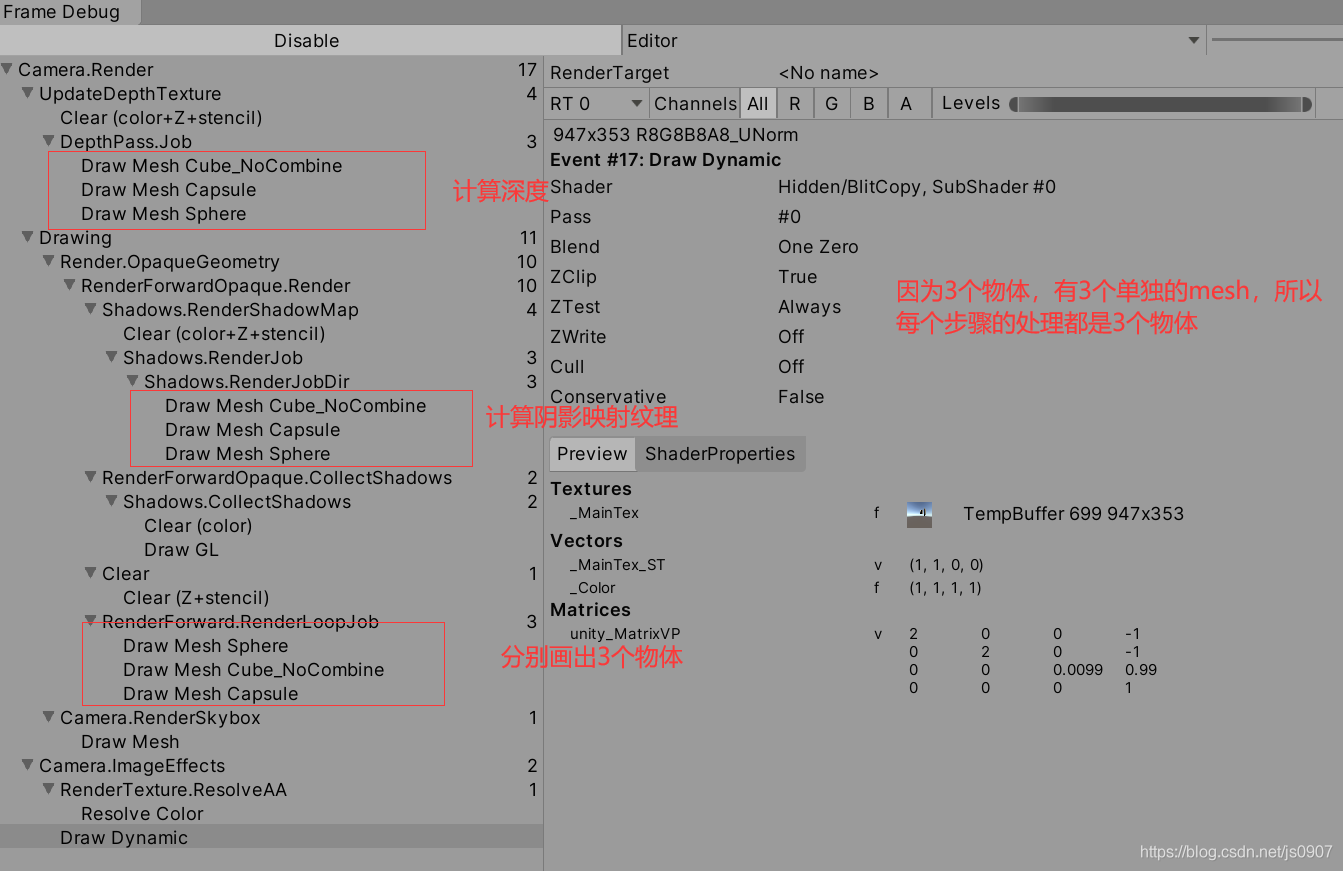 Frame Debug
Disable
Editor
Camera.Render 17
UpdateDepthTexture 4
Clear (color+Z+stencil)
DepthPass.Job 3
Draw Mesh Cube_NoCombine
Draw Mesh Capsule
Draw Mesh Sphere
计算深度
Drawing 11
Render.OpaqueGeometry 10
RenderForwardOpaque.Render 10
Shadows.RenderShadowMap 4
Clear (color+Z+stencil)
Shadows.RenderJob 3
Shadows.RenderJobDir 3
Draw Mesh Cube_NoCombine
Draw Mesh Capsule
Draw Mesh Sphere
计算阴影映射纹理
RenderForwardOpaque.CollectShadows 2
Shadows.CollectShadows 2
Clear (color)
Draw GL
Clear 1
Clear (Z+stencil)
RenderForward.RenderLoopJob 3
Draw Mesh Sphere
Draw Mesh Cube_NoCombine
Draw Mesh Capsule
分别画出3个物体
Camera.RenderSkybox 1
Draw Mesh
Camera.ImageEffects 2
RenderTexture.ResolveAA 1
Resolve Color
Draw Dynamic
RenderTarget <No name>
RT 0 Channels All R G B A Levels
947x353 R8G8B8A8_UNorm
Event #17: Draw Dynamic
Shader Hidden/BlitCopy, SubShader #0
Pass #0
Blend One Zero
ZClip True
ZTest Always
ZWrite Off
Cull Off
Conservative False
因为3个物体，有3个单独的mesh，所以
每个步骤的处理都是3个物体
Preview ShaderProperties
Textures
_MainTex f TempBuffer 699 947x353
Vectors
_MainTex_ST v (1, 1, 0, 0)
_Color f (1, 1, 1, 1)
Matrices
unity_MatrixVP v 2 0 0 -1
0 2 0 -1
0 0 0.0099 0.99
0 0 0 1
https://blog.csdn.net/js0907